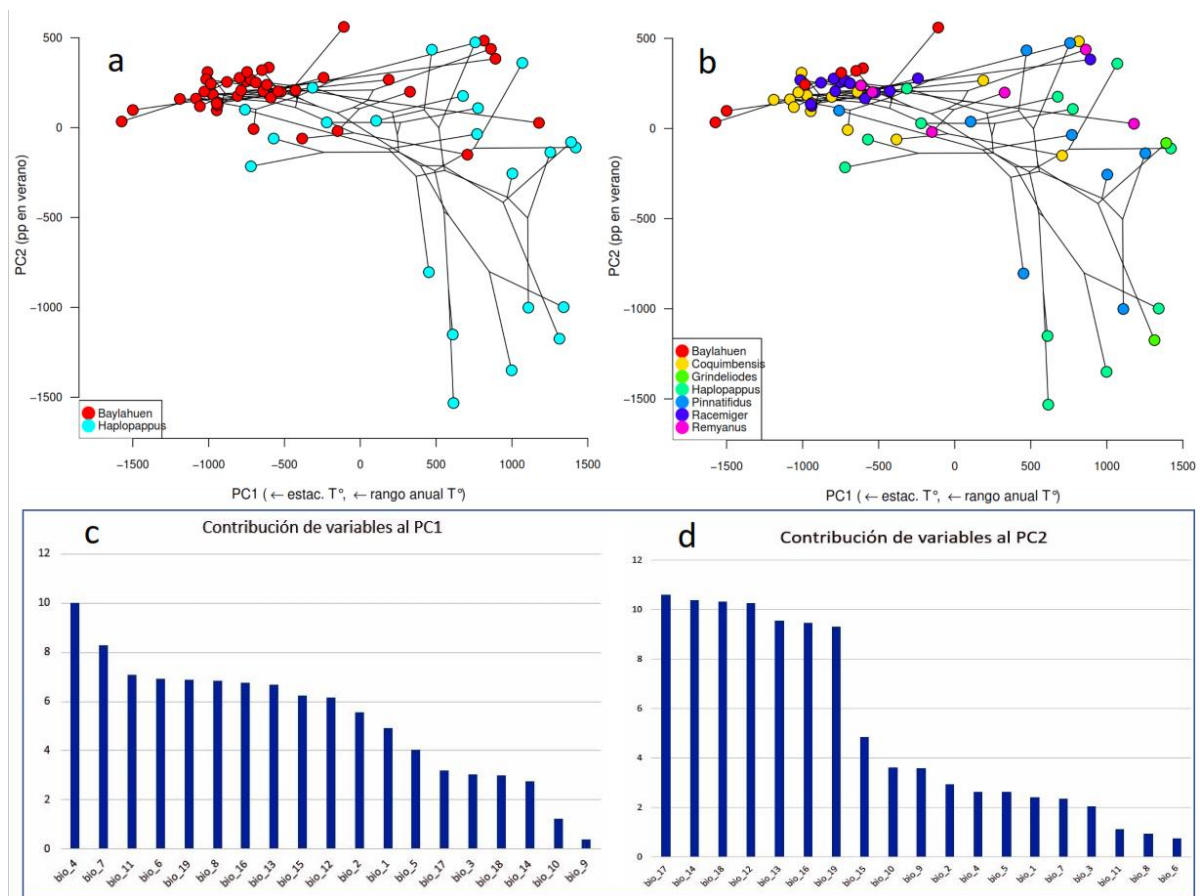 a
500
0
−500
−1000
−1500
PC2 (pp en verano)
Baylahuen
Haplopappus
−1500 −1000 −500 0 500 1000 1500
PC1 (← estac. T°, ← rango anual T°)
b
500
0
−500
−1000
−1500
PC2 (pp en verano)
Baylahuen
Coquimbensis
Grindeliodes
Haplopappus
Pinnatifidus
Racemiger
Remyanus
−1500 −1000 −500 0 500 1000 1500
PC1 (← estac. T°, ← rango anual T°)
c
Contribución de variables al PC1
12
10
8
6
4
2
0
bio_4 bio_7 bio_11 bio_6 bio_19 bio_8 bio_16 bio_13 bio_15 bio_12 bio_2 bio_1 bio_5 bio_17 bio_3 bio_18 bio_14 bio_10 bio_9
d
Contribución de variables al PC2
12
10
8
6
4
2
0
bio_17 bio_14 bio_18 bio_12 bio_13 bio_16 bio_19 bio_15 bio_10 bio_9 bio_2 bio_4 bio_5 bio_1 bio_7 bio_3 bio_11 bio_8 bio_6